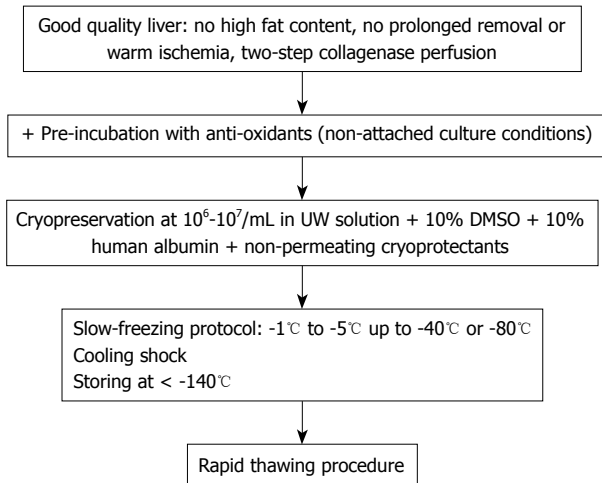 Good quality liver: no high fat content, no prolonged removal or
warm ischemia, two-step collagenase perfusion
+ Pre-incubation with anti-oxidants (non-attached culture conditions)
Cryopreservation at 10⁶-10⁷/mL in UW solution + 10% DMSO + 10%
human albumin + non-permeating cryoprotectants
Slow-freezing protocol: -1℃ to -5℃ up to -40℃ or -80℃
Cooling shock
Storing at < -140℃
Rapid thawing procedure